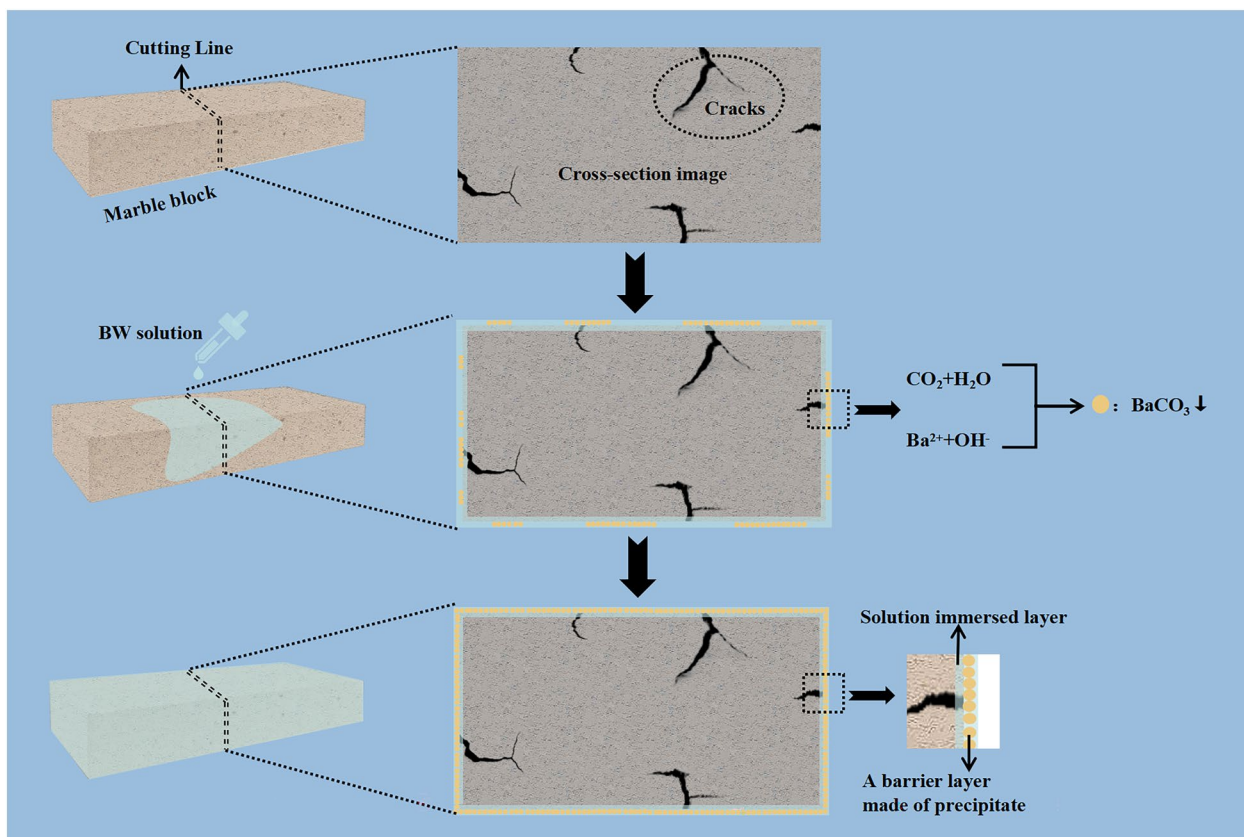 Cutting Line
Cracks
Cross-section image
Marble block
BW solution
CO₂+H₂O
Ba²⁺+OH⁻
: BaCO₃↓
Solution immersed layer
A barrier layer
made of precipitate